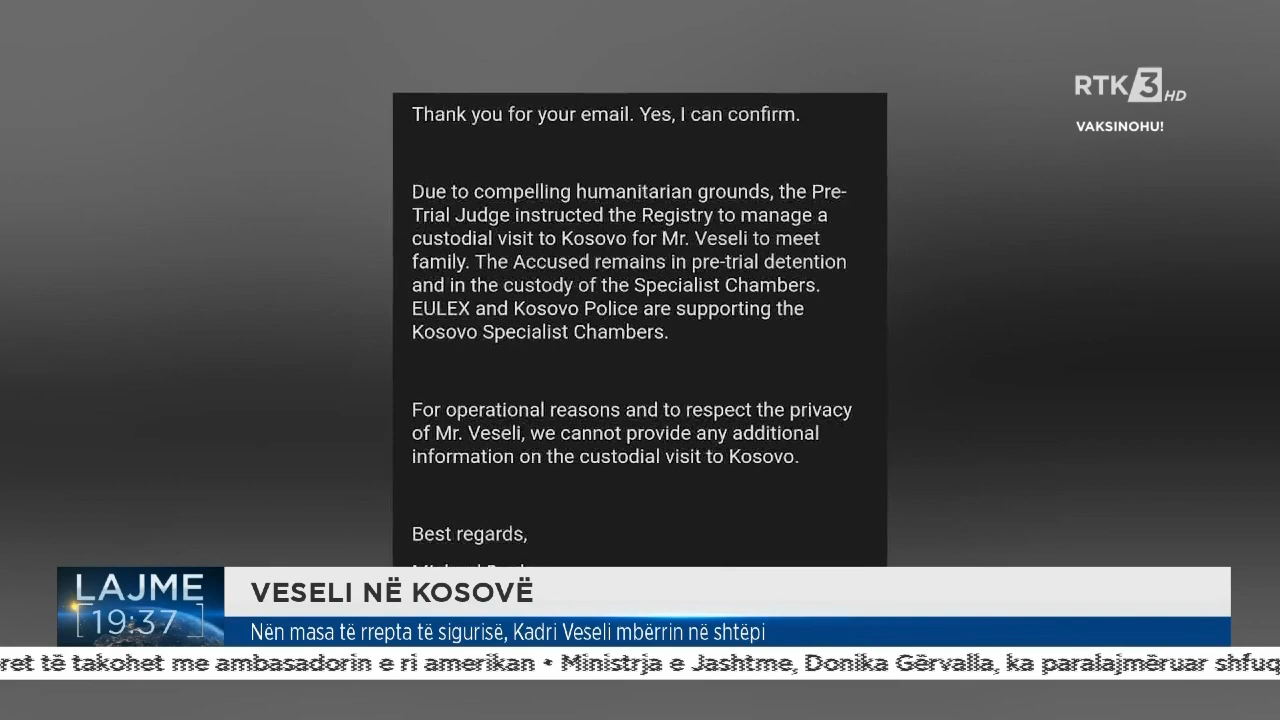 RTK 3 HD
VAKSINOHU!
Thank you for your email. Yes, I can confirm.
Due to compelling humanitarian grounds, the Pre-
Trial Judge instructed the Registry to manage a
custodial visit to Kosovo for Mr. Veseli to meet
family. The Accused remains in pre-trial detention
and in the custody of the Specialist Chambers.
EULEX and Kosovo Police are supporting the
Kosovo Specialist Chambers.
For operational reasons and to respect the privacy
of Mr. Veseli, we cannot provide any additional
information on the custodial visit to Kosovo.
Best regards,
LAJME
19:37
VESELI NË KOSOVË
Nën masa të rrepta të sigurisë, Kadri Veseli mbërrin në shtëpi
të takohet me ambasadorin e ri amerikan • Ministrja e Jashtme, Donika Gërvalla, ka paralajmëruar